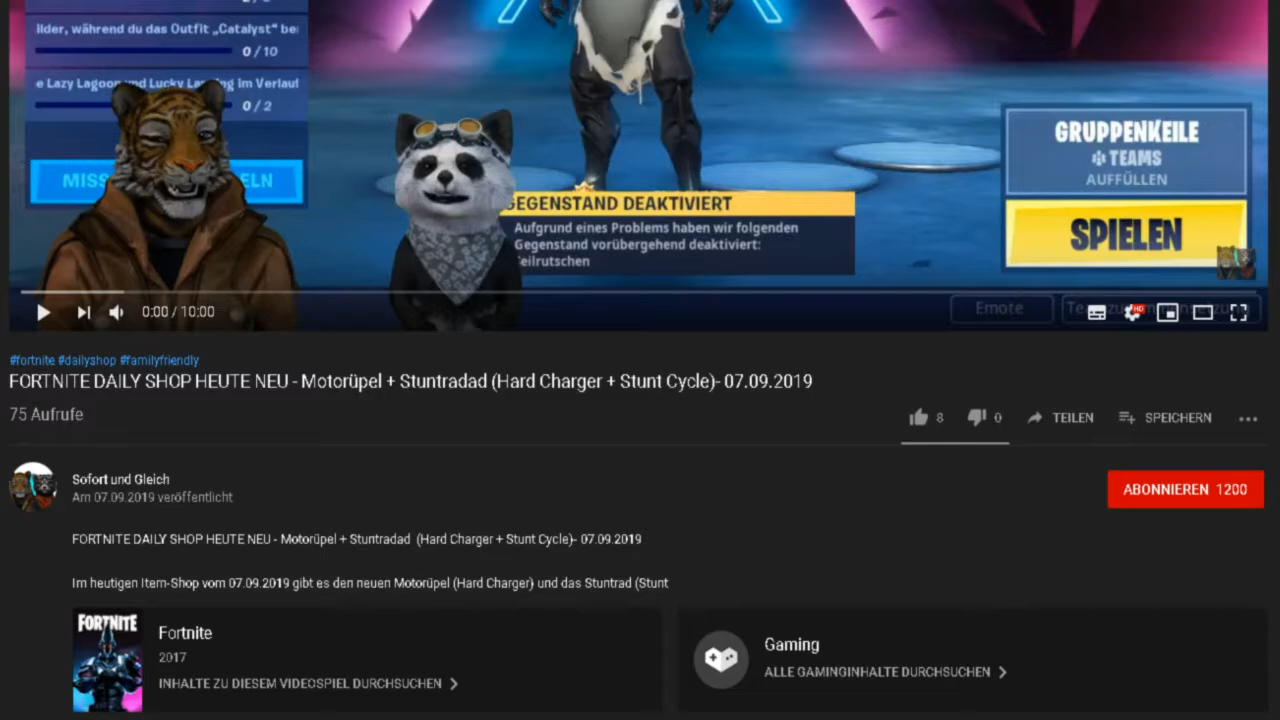 ilder, während du das Outfit „Catalyst“ be
0/10
e Lazy Lagoon und Lucky Landing im Verlauf
0/2
MISS ELN
GRUPPENKEILE
TEAMS
AUFFÜLLEN
SPIELEN
GEGENSTAND DEAKTIVIERT
Aufgrund eines Problems haben wir folgenden
Gegenstand vorübergehend deaktiviert:
eilrutschen
0:00 / 10:00
Emote
HD
#fortnite #dailyshop #familyfriendly
FORTNITE DAILY SHOP HEUTE NEU - Motorüpel + Stuntradad (Hard Charger + Stunt Cycle)- 07.09.2019
75 Aufrufe
8
0
TEILEN
SPEICHERN
Sofort und Gleich
Am 07.09.2019 veröffentlicht
ABONNIEREN 1200
FORTNITE DAILY SHOP HEUTE NEU - Motorüpel + Stuntradad (Hard Charger + Stunt Cycle)- 07.09.2019
Im heutigen Item-Shop vom 07.09.2019 gibt es den neuen Motorüpel (Hard Charger) und das Stuntrad (Stunt
FORTNITE
Fortnite
2017
INHALTE ZU DIESEM VIDEOSPIEL DURCHSUCHEN
Gaming
ALLE GAMINGINHALTE DURCHSUCHEN